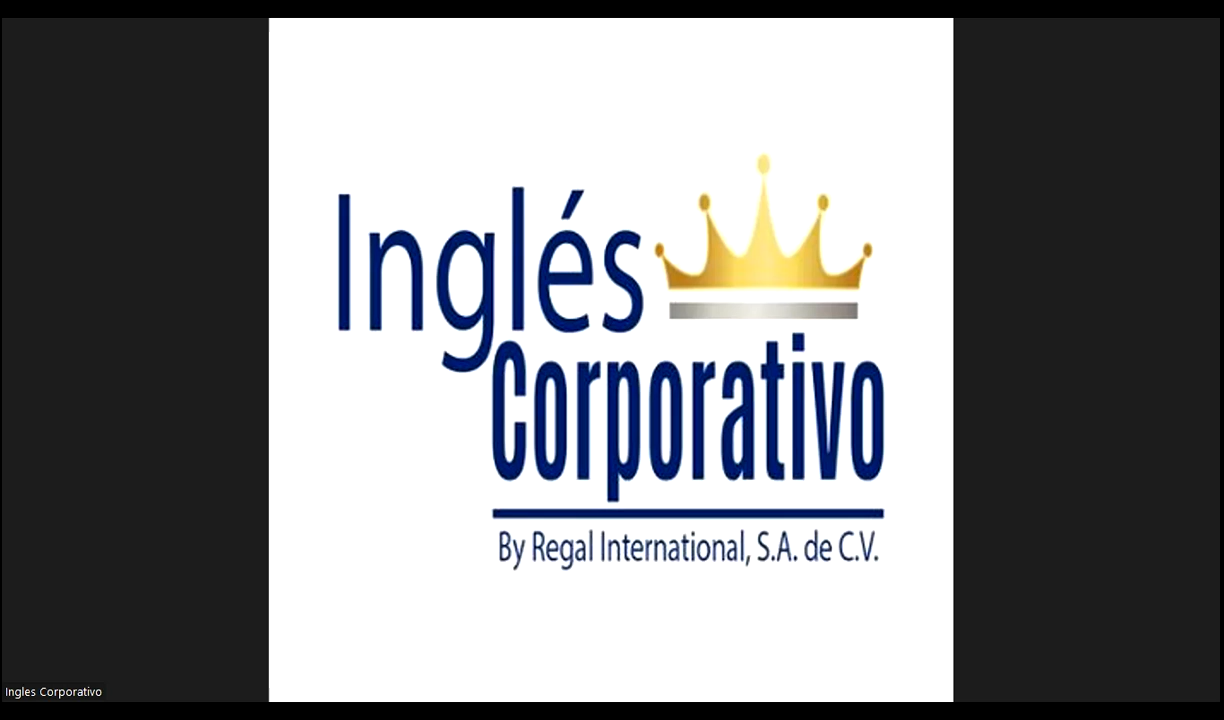 Inglés
Corporativo
By Regal International, S.A. de C.V.
Ingles Corporativo